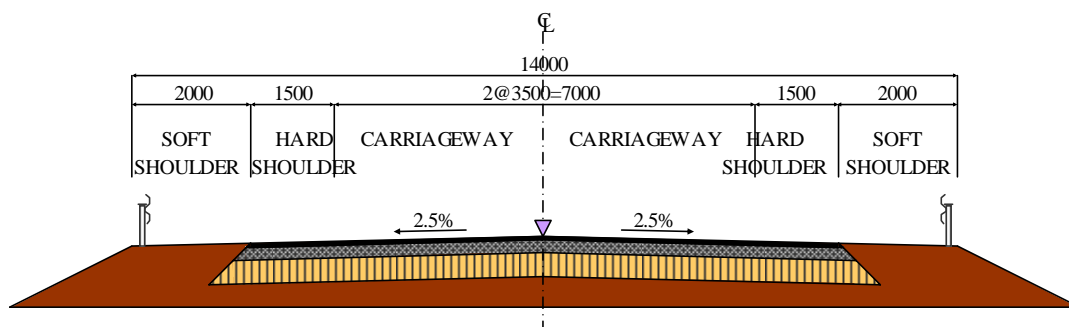 ℄
14000
2000 1500 2@3500=7000 1500 2000
SOFT HARD CARRIAGEWAY CARRIAGEWAY HARD SOFT
SHOULDER SHOULDER SHOULDER SHOULDER
2.5% 2.5%